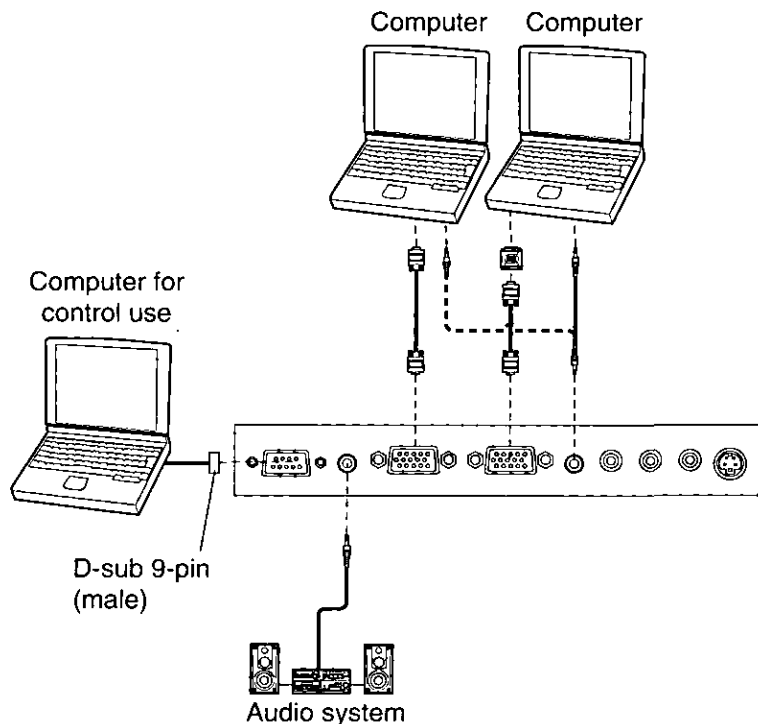 Computer Computer
Computer for
control use
D-sub 9-pin
(male)
Audio system